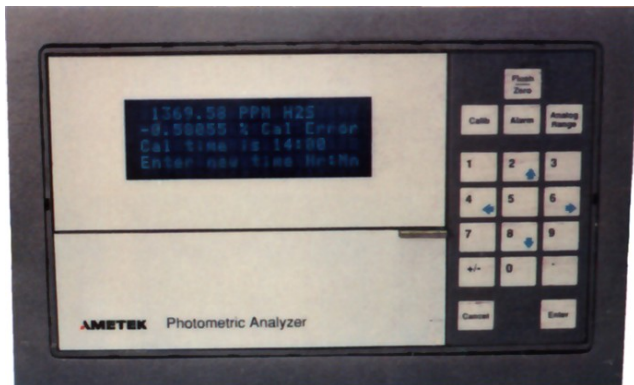 1369.58 PPM H2S
-0.58055 % Cal Error
Cal time is 14:00
Enter new time Hr:Mn
Flush
Zero
Calib
Alarm
Analog
Range
1
2
3
4
5
6
7
8
9
+/-
0
.
Cancel
Enter
AMETEK Photometric Analyzer